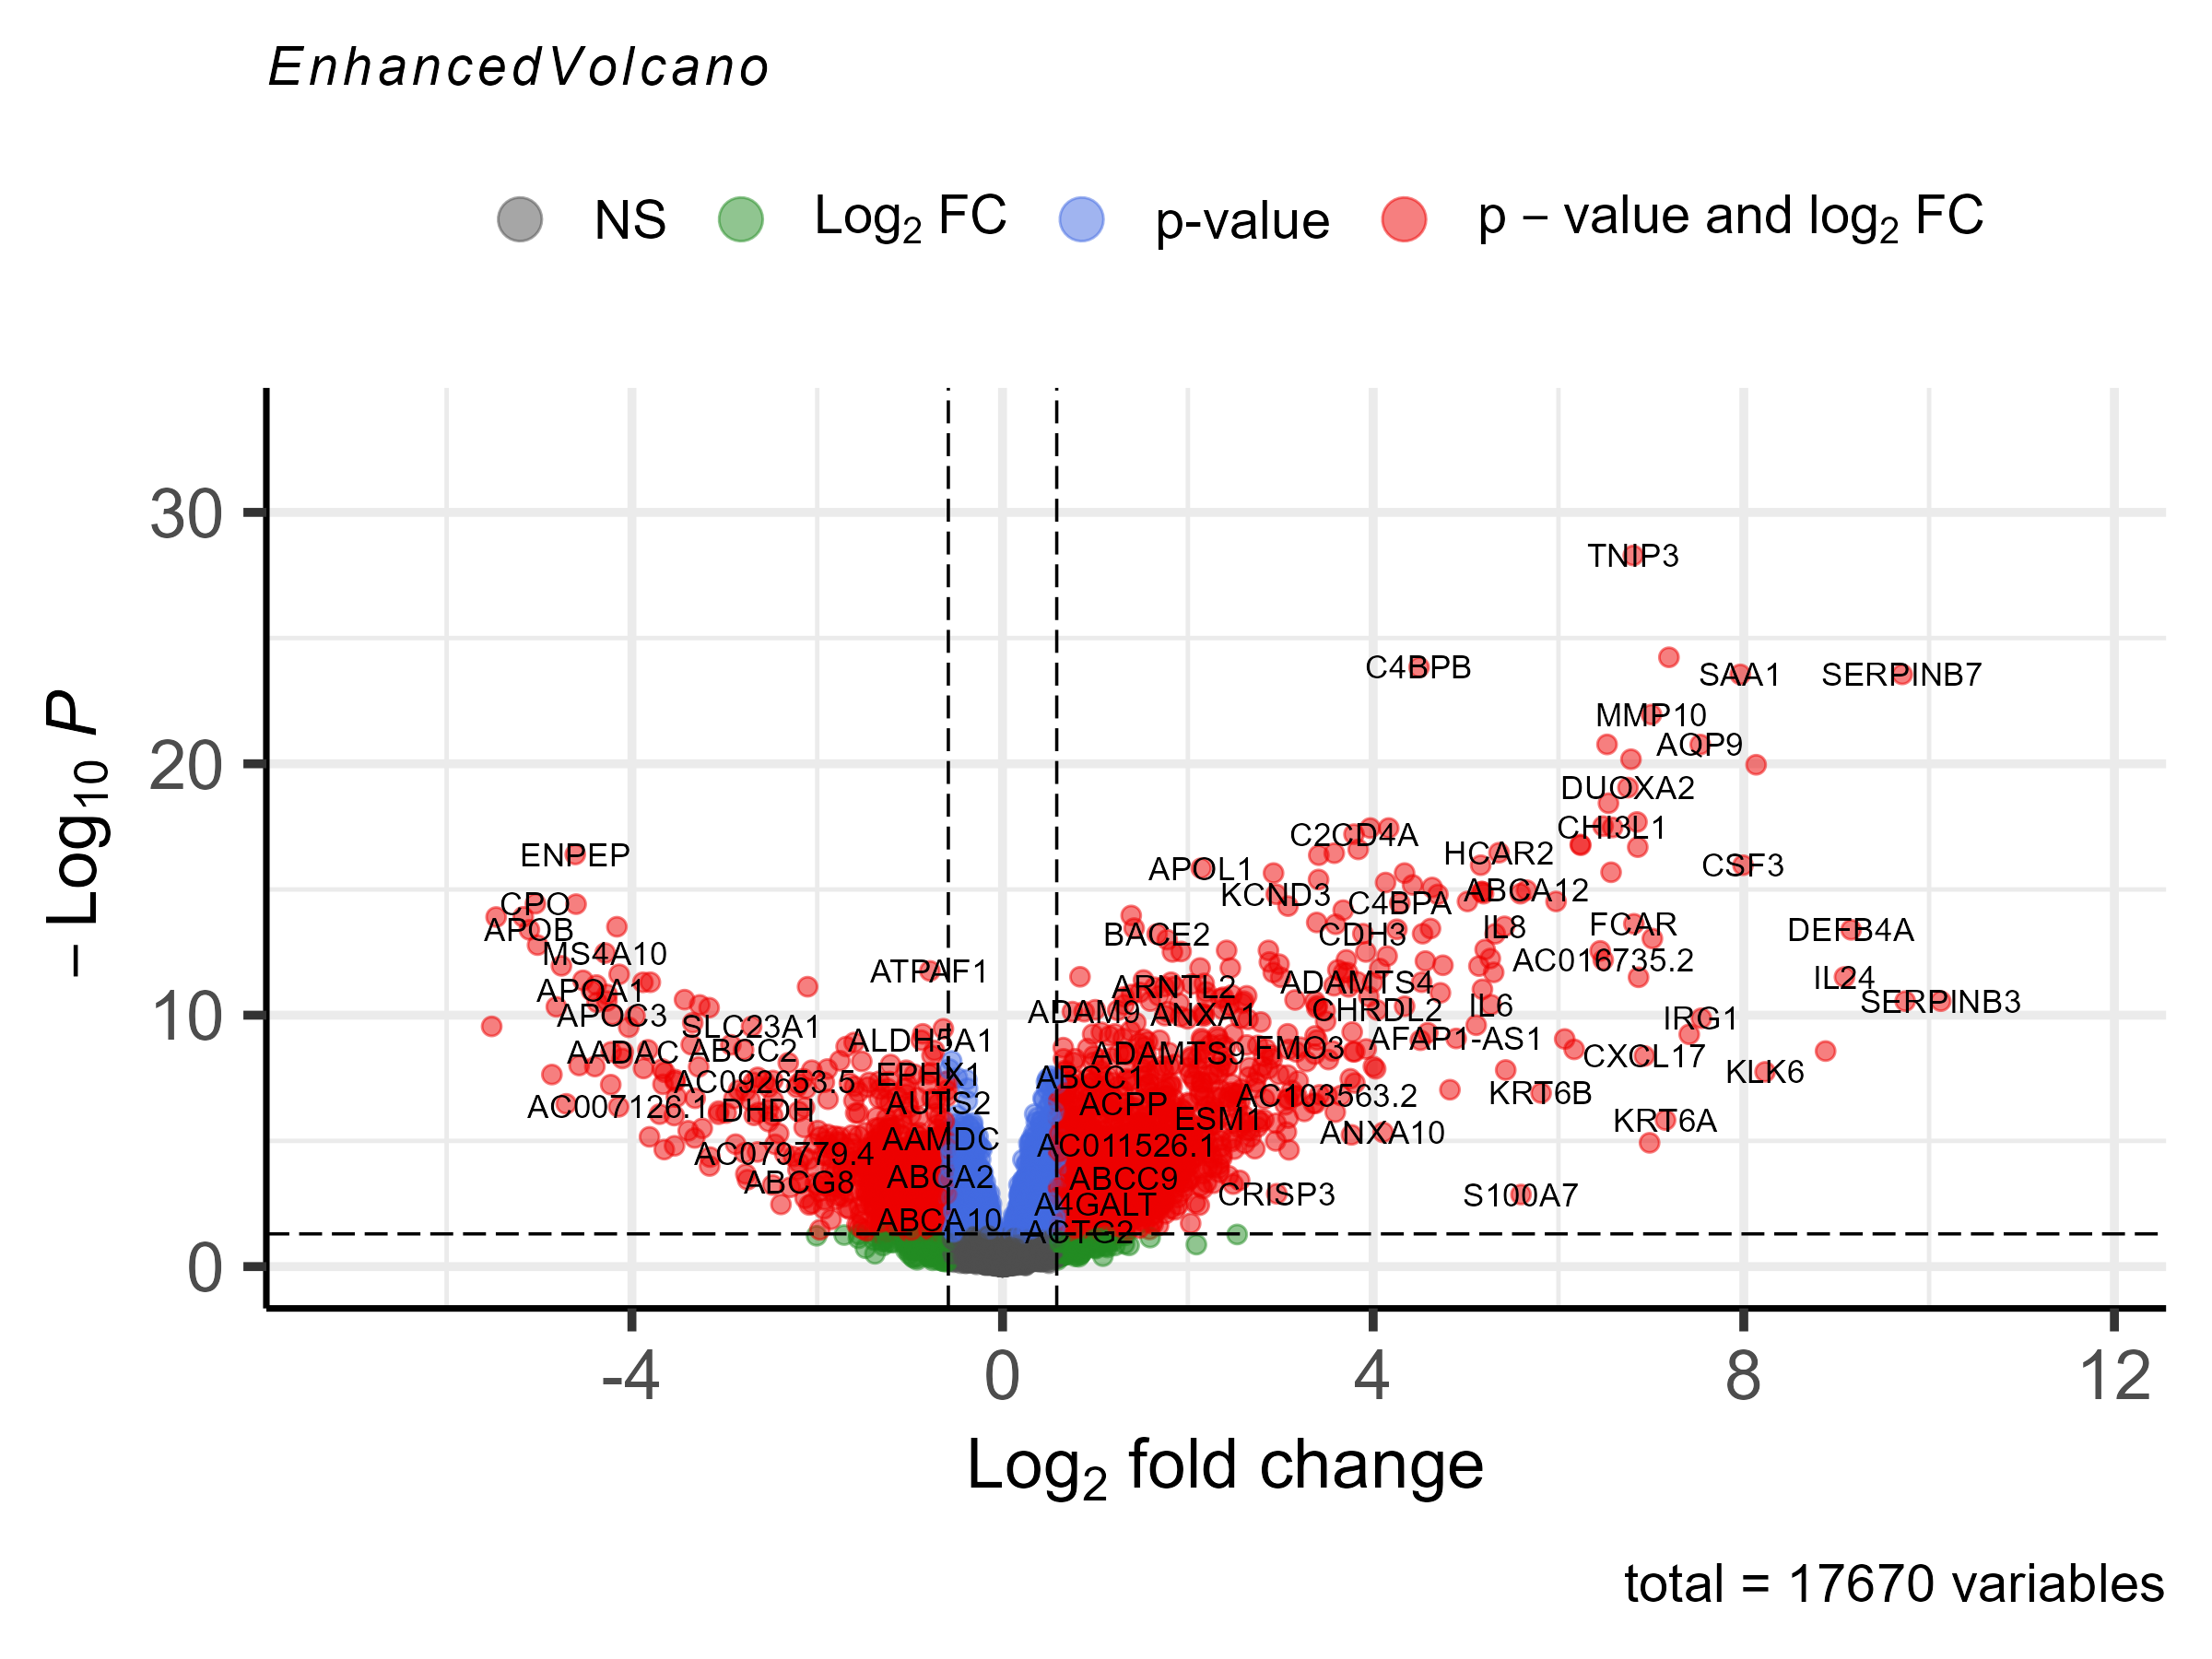 EnhancedVolcano
NS Log2 FC p-value p – value and log2 FC
– Log10 P
30
20
10
0
TNIP3
C4BPB
SAA1 SERPINB7
MMP10
AQP9
DUOXA2
CHI3L1
C2CD4A
HCAR2
ENPEP
APOL1
CSF3
KCND3
ABCA12
CPO
C4BPA
APOB
BACE2
CDH3
IL8
FCAR
DEFB4A
MS4A10
AC016735.2
ATPAF1
ADAMTS4
IL24
APOA1
ARNTL2
APOC3
ADAM9
ANXA1
CHRDL2
IL6
IRG1
SERPINB3
SLC23A1
ALDH5A1
AFAP1-AS1
AADAC
ABCC2
ADAMTS9
FMO3
CXCL17
AC092653.5
EPHX1
ABCC1
KLK6
AC007126.1
DHDH
AUTS2
ACPP
AC103563.2
KRT6B
ESM1
KRT6A
AAMDC
AC011526.1
ANXA10
AC079779.4
ABCG8
ABCA2
ABCC9
CRISP3
S100A7
ABCA10
A4GALT
ACTG2
-4 0 4 8 12
Log2 fold change
total = 17670 variables